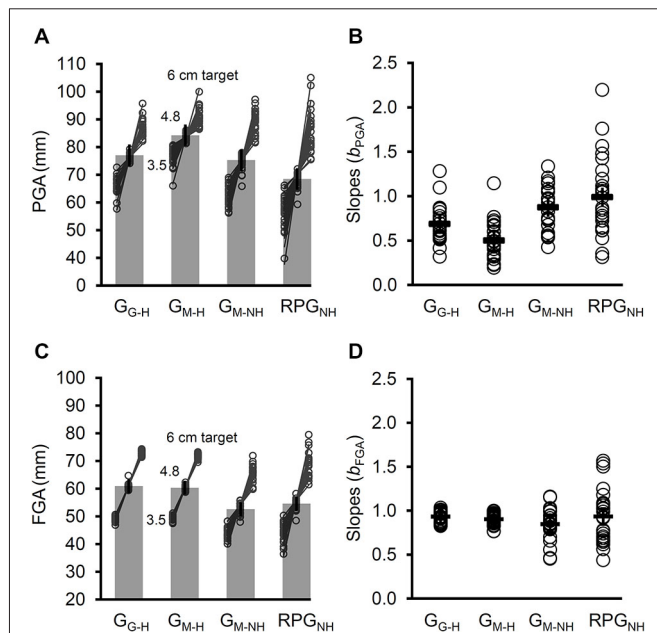 A
PGA (mm)
110
100
90
80
70
60
50
40
30
6 cm target
4.8
3.5
G_G-H G_M-H G_M-NH RPG_NH
B
Slopes (b_PGA)
2.5
2.0
1.5
1.0
0.5
0.0
G_G-H G_M-H G_M-NH RPG_NH
C
FGA (mm)
100
90
80
70
60
50
40
30
20
6 cm target
4.8
3.5
G_G-H G_M-H G_M-NH RPG_NH
D
Slopes (b_FGA)
2.5
2.0
1.5
1.0
0.5
0.0
G_G-H G_M-H G_M-NH RPG_NH